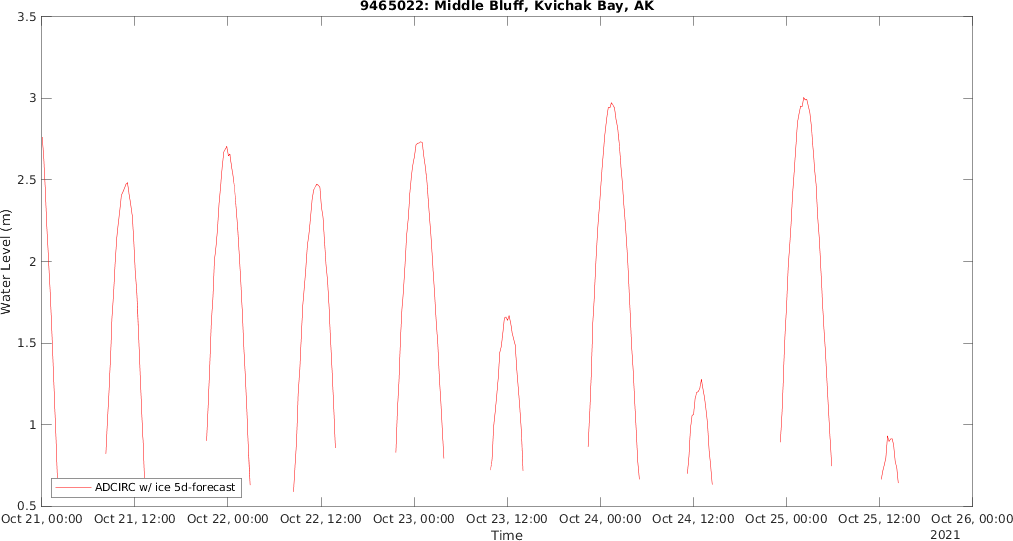 9465022: Middle Bluff, Kvichak Bay, AK
3.5
3
2.5
2
1.5
1
0.5
Water Level (m)
ADCIRC w/ ice 5d-forecast
Oct 21, 00:00 Oct 21, 12:00 Oct 22, 00:00 Oct 22, 12:00 Oct 23, 00:00 Oct 23, 12:00 Oct 24, 00:00 Oct 24, 12:00 Oct 25, 00:00 Oct 25, 12:00 Oct 26, 00:00
Time
2021